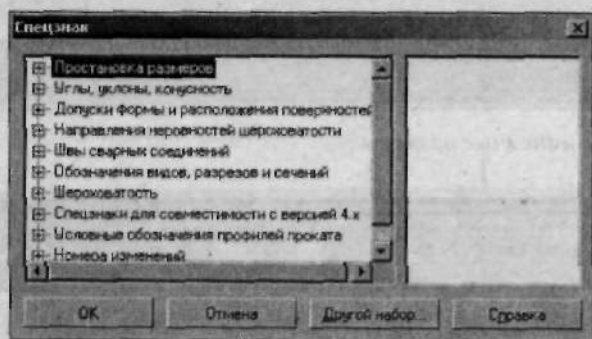 Спецзнак
Простановка размеров
Углы, уклоны, конусность
Допуски формы и расположения поверхностей
Направления неровностей шероховатости
Швы сварных соединений
Обозначения видов, разрезов и сечений
Шероховатость
Спецзнаки для совместимости с версией 4.x
Условные обозначения профилей проката
Номера изменений
OK Отмена Другой набор... Справка